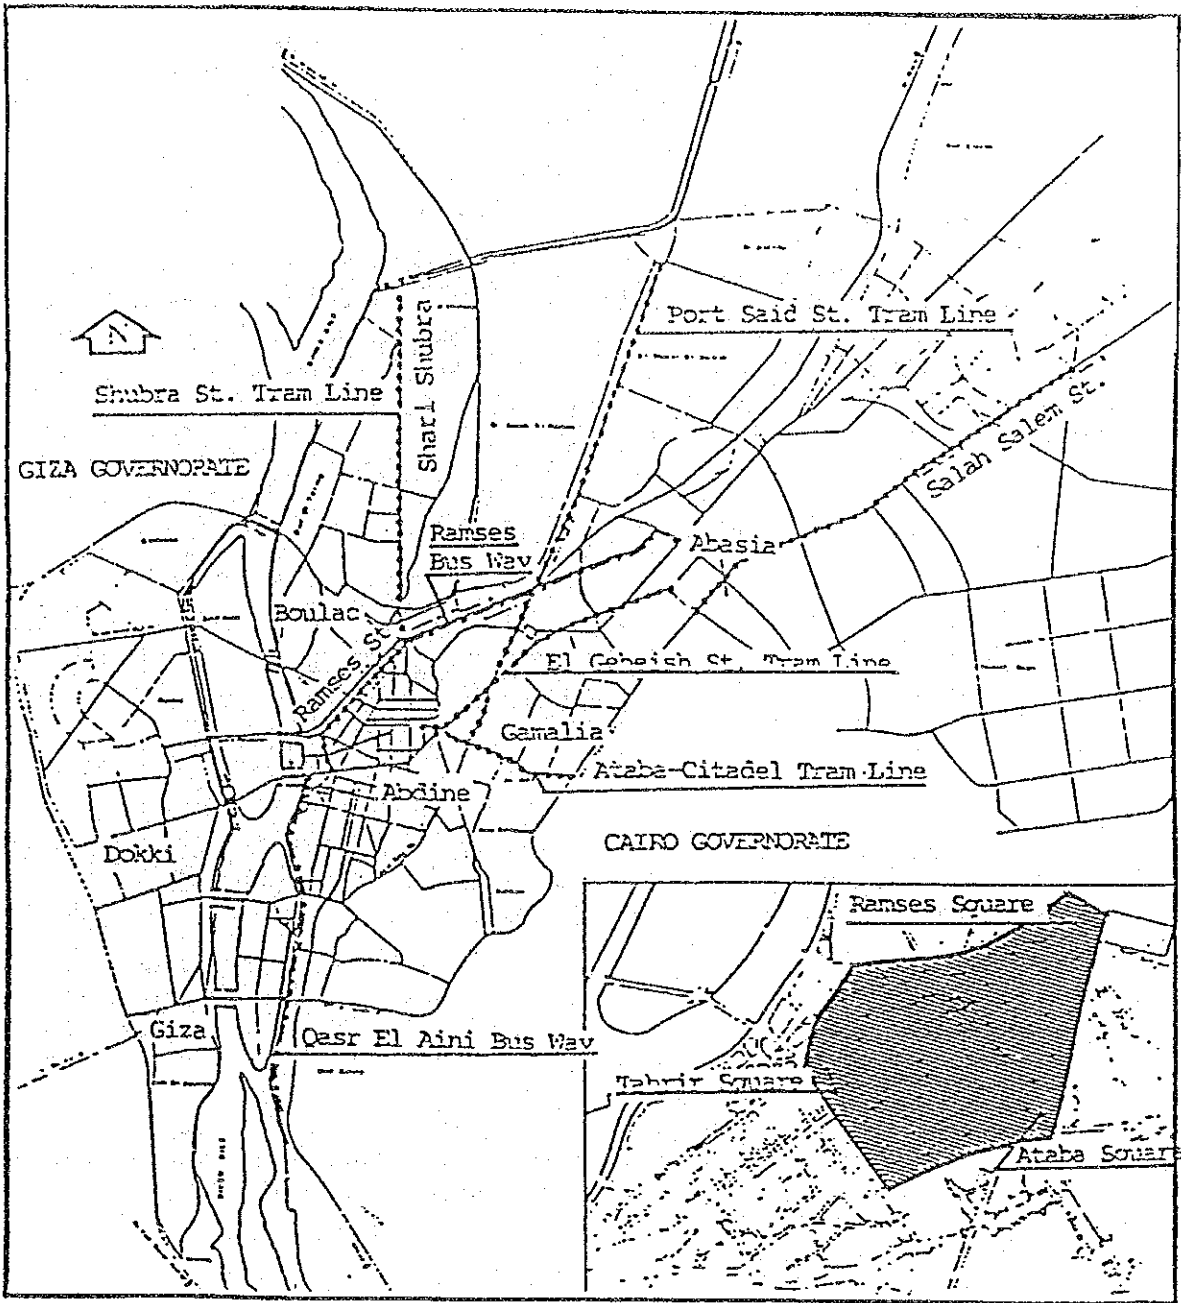 N
Port Said St. Tram Line
Shubra St. Tram Line
Sharl Shubra
GIZA GOVERNORATE
Salah Salem St.
Ramses
Bus Way
Abasia
Boulac
Ramses St.
El Gebeish St. Tram Line
Gamalia
Ataba-Citadel Tram Line
Abdine
CAIRO GOVERNORATE
Dokki
Ramses Square
Giza
Qasr El Aini Bus Way
Tahrir Square
Ataba Square